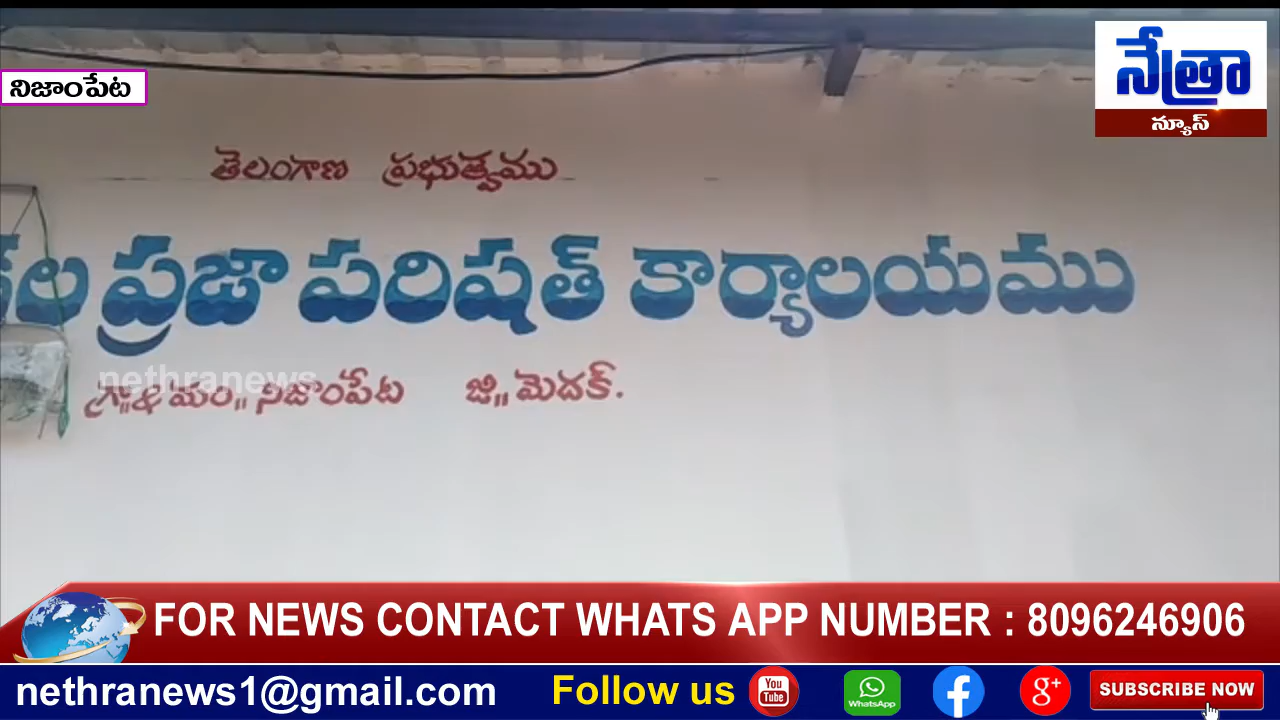 నిజాంపేట
నేత్రా
న్యూస్
తెలంగాణ ప్రభుత్వము
ప్రజా పరిషత్ కార్యాలయము
nethranews
గ్రా,,& మం,, నిజాంపేట జి,, మెదక్.
FOR NEWS CONTACT WHATS APP NUMBER : 8096246906
nethranews1@gmail.com Follow us You Tube WhatsApp f g+ SUBSCRIBE NOW